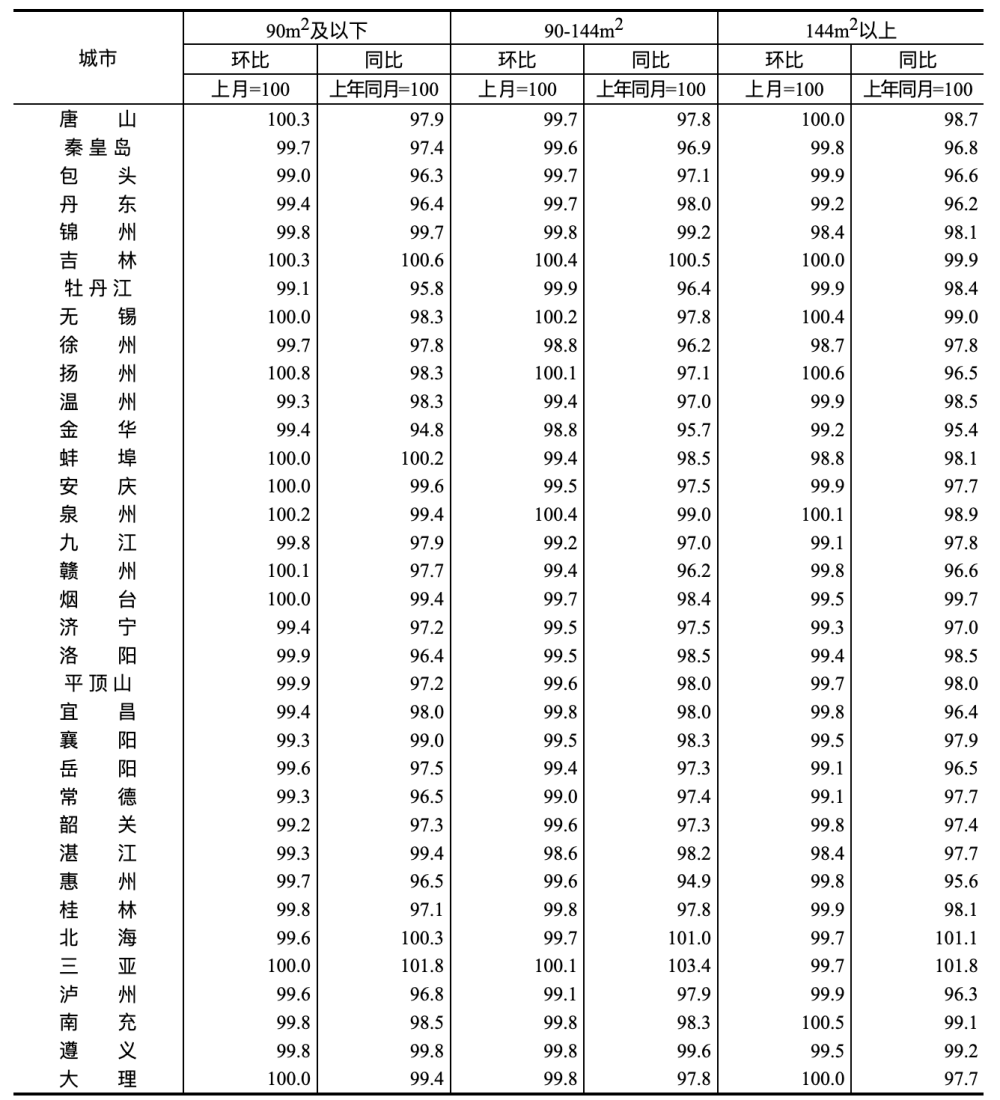 城市 90m²及以下 90-144m² 144m²以上
环比 同比 环比 同比 环比 同比
上月=100 上年同月=100 上月=100 上年同月=100 上月=100 上年同月=100
唐山 100.3 97.9 99.7 97.8 100.0 98.7
秦皇岛 99.7 97.4 99.6 96.9 99.8 96.8
包头 99.0 96.3 99.7 97.1 99.9 96.6
丹东 99.4 96.4 99.7 98.0 99.2 96.2
锦州 99.8 99.7 99.8 99.2 98.4 98.1
吉林 100.3 100.6 100.4 100.5 100.0 99.9
牡丹江 99.1 95.8 99.9 96.4 99.9 98.4
无锡 100.0 98.3 100.2 97.8 100.4 99.0
徐州 99.7 97.8 98.8 96.2 98.7 97.8
扬州 100.8 98.3 100.1 97.1 100.6 96.5
温州 99.3 98.3 99.4 97.0 99.9 98.5
金华 99.4 94.8 98.8 95.7 99.2 95.4
蚌埠 100.0 100.2 99.4 98.5 98.8 98.1
安庆 100.0 99.6 99.5 97.5 99.9 97.7
泉州 100.2 99.4 100.4 99.0 100.1 98.9
九江 99.8 97.9 99.2 97.0 99.1 97.8
赣州 100.1 97.7 99.4 96.2 99.8 96.6
烟台 100.0 99.4 99.7 98.4 99.5 99.7
济宁 99.4 97.2 99.5 97.5 99.3 97.0
洛阳 99.9 96.4 99.5 98.5 99.4 98.5
平顶山 99.9 97.2 99.6 98.0 99.7 98.0
宜昌 99.4 98.0 99.8 98.0 99.8 96.4
襄阳 99.3 99.0 99.5 98.3 99.5 97.9
岳阳 99.6 97.5 99.4 97.3 99.1 96.5
常德 99.3 96.5 99.0 97.4 99.1 97.7
韶关 99.2 97.3 99.6 97.3 99.8 97.4
湛江 99.3 99.4 98.6 98.2 98.4 97.7
惠州 99.7 96.5 99.6 94.9 99.8 95.6
桂林 99.8 97.1 99.8 97.8 99.9 98.1
北海 99.6 100.3 99.7 101.0 99.7 101.1
三亚 100.0 101.8 100.1 103.4 99.7 101.8
泸州 99.6 96.8 99.1 97.9 99.9 96.3
南充 99.8 98.5 99.8 98.3 100.5 99.1
遵义 99.8 99.8 99.8 99.6 99.5 99.2
大理 100.0 99.4 99.8 97.8 100.0 97.7